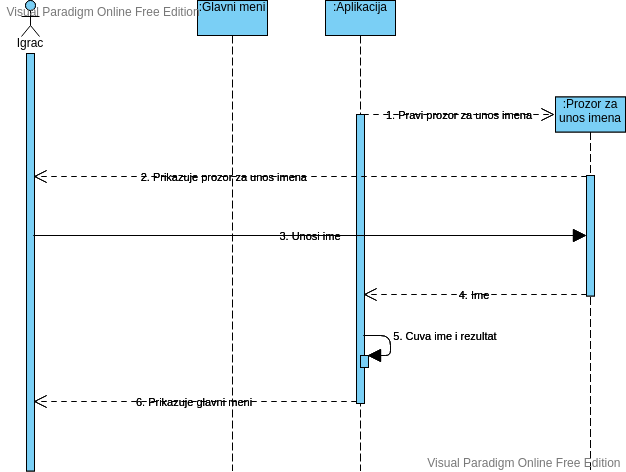 Visual Paradigm Online Free Edition
:Glavni meni
:Aplikacija
Igrac
:Prozor za
unos imena
1. Pravi prozor za unos imena
2. Prikazuje prozor za unos imena
3. Unosi ime
4. Ime
5. Cuva ime i rezultat
6. Prikazuje glavni meni
Visual Paradigm Online Free Edition